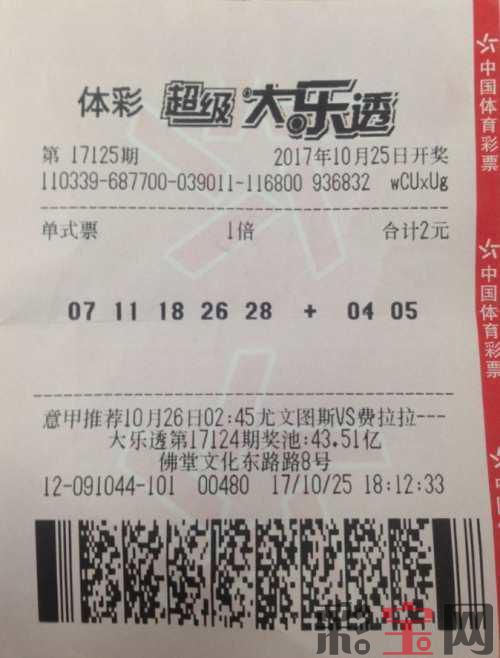 体彩 超级大乐透
第 17125期 2017年10月25日开奖
110339-687700-039011-116800 936832 wCUxUg
单式票 1倍 合计2元
07 11 18 26 28 + 04 05
意甲推荐10月26日02:45尤文图斯VS费拉拉---
大乐透第17124期奖池:43.51亿
佛堂文化东路路8号
12-091044-101 00480 17/10/25 18:12:33
中国体育彩票
中国体育彩票
中国
彩宝网